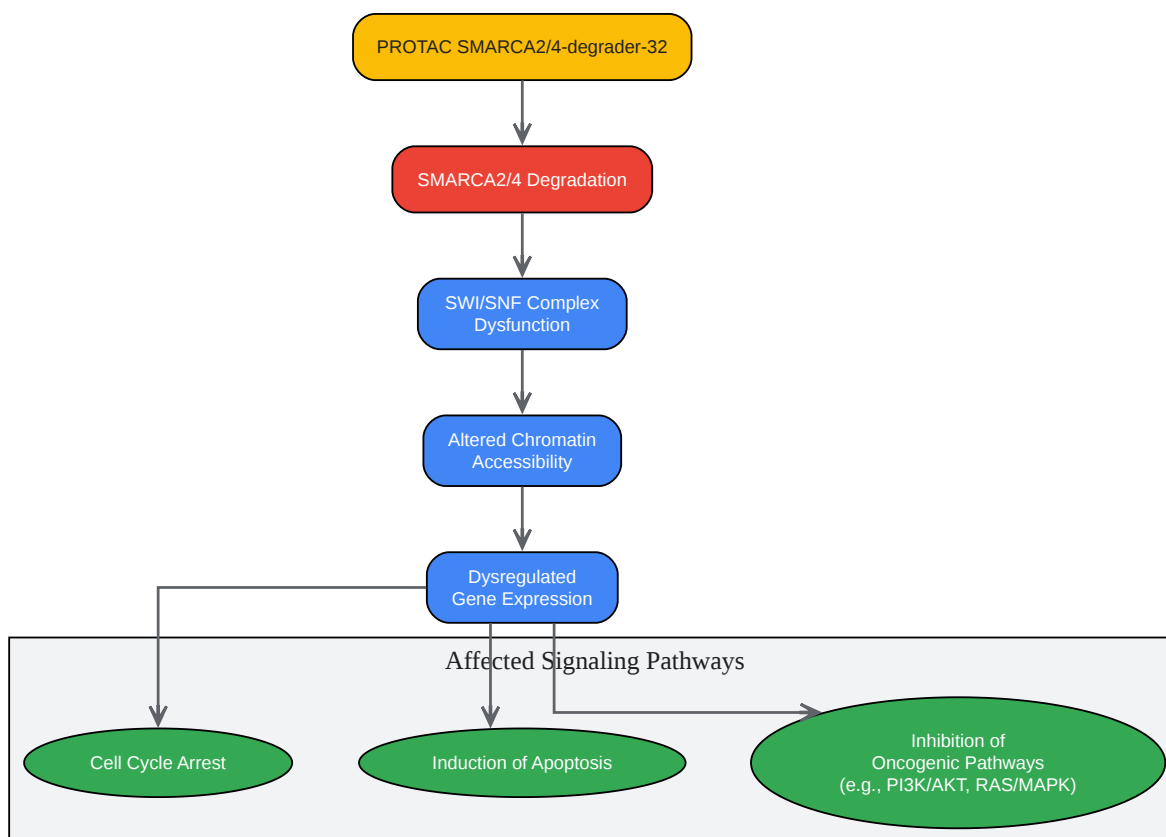 PROTAC SMARCA2/4-degrader-32
SMARCA2/4 Degradation
SWI/SNF Complex
Dysfunction
Altered Chromatin
Accessibility
Dysregulated
Gene Expression
Affected Signaling Pathways
Cell Cycle Arrest
Induction of Apoptosis
Inhibition of
Oncogenic Pathways
(e.g., PI3K/AKT, RAS/MAPK)